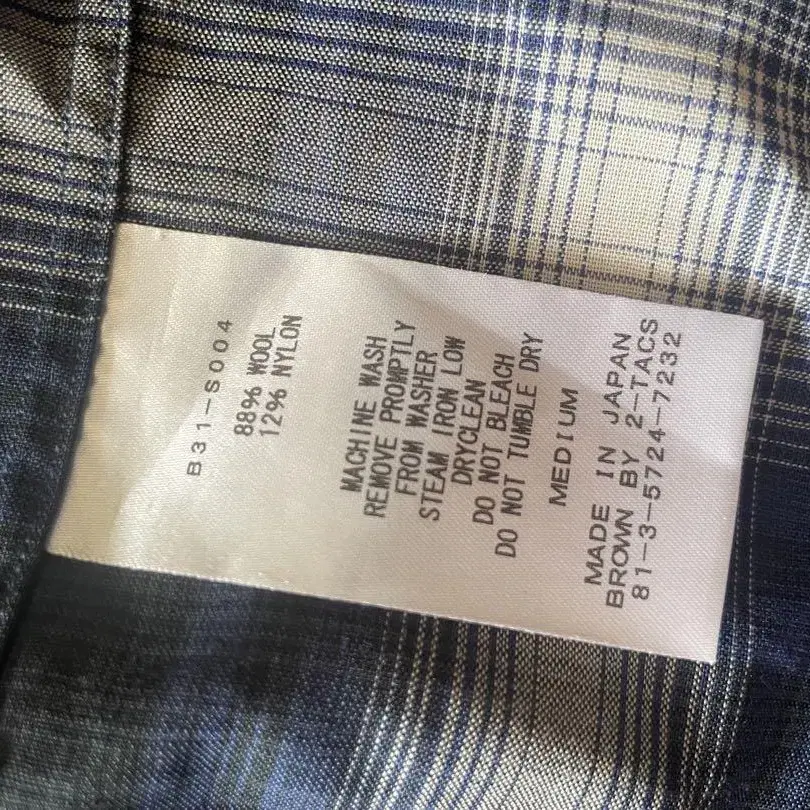 B31-S004
88% WOOL
12% NYLON
MACHINE WASH
REMOVE PROMPTLY
FROM WASHER
STEAM IRON LOW
DRYCLEAN
DO NOT BLEACH
DO NOT TUMBLE DRY
MEDIUM
MADE IN JAPAN
BROWN BY 2-TACS
81-3-5724-7232